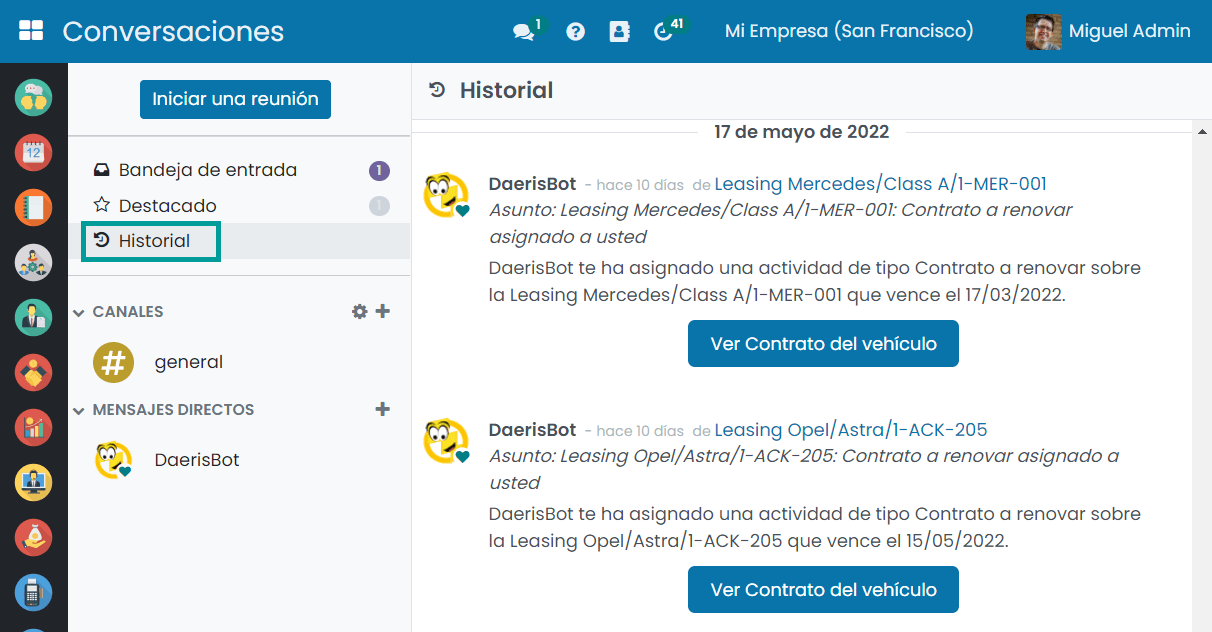 Conversaciones
1
?
41
Mi Empresa (San Francisco)
Miguel Admin
12
Iniciar una reunión
Bandeja de entrada
1
Destacado
1
Historial
CANALES
#
general
MENSAJES DIRECTOS
DaerisBot
Historial
17 de mayo de 2022
DaerisBot - hace 10 días de Leasing Mercedes/Class A/1-MER-001
Asunto: Leasing Mercedes/Class A/1-MER-001: Contrato a renovar
asignado a usted
DaerisBot te ha asignado una actividad de tipo Contrato a renovar sobre
la Leasing Mercedes/Class A/1-MER-001 que vence el 17/03/2022.
Ver Contrato del vehículo
DaerisBot - hace 10 días de Leasing Opel/Astra/1-ACK-205
Asunto: Leasing Opel/Astra/1-ACK-205: Contrato a renovar asignado a
usted
DaerisBot te ha asignado una actividad de tipo Contrato a renovar sobre
la Leasing Opel/Astra/1-ACK-205 que vence el 15/05/2022.
Ver Contrato del vehículo